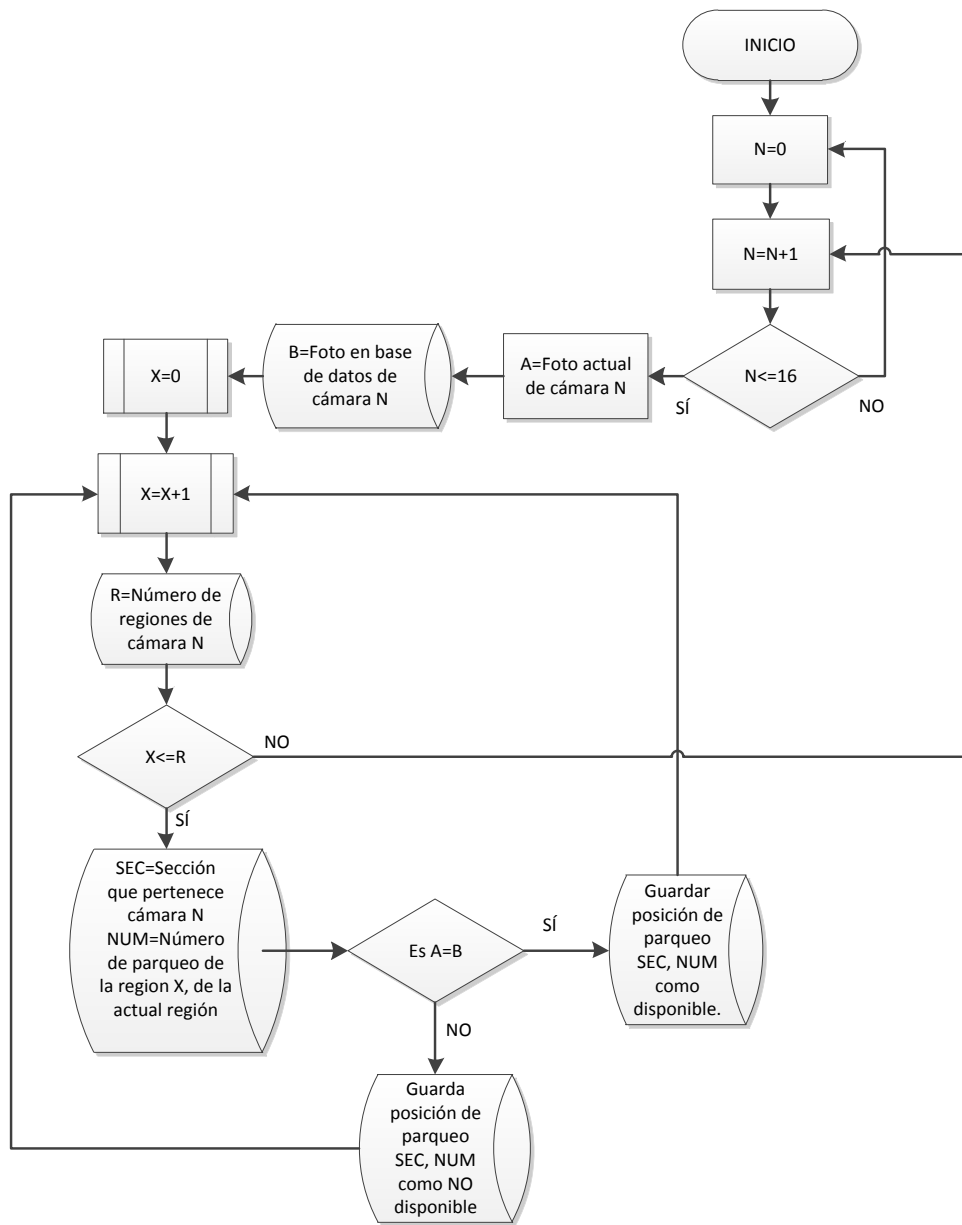 INICIO
N=0
N=N+1
N<=16
SÍ
NO
A=Foto actual
de cámara N
B=Foto en base
de datos de
cámara N
X=0
X=X+1
R=Número de
regiones de
cámara N
X<=R
NO
SÍ
SEC=Sección
que pertenece
cámara N
NUM=Número
de parqueo de
la region X, de la
actual región
Es A=B
SÍ
NO
Guardar
posición de
parqueo
SEC, NUM
como
disponible.
Guarda
posición de
parqueo
SEC, NUM
como NO
disponible